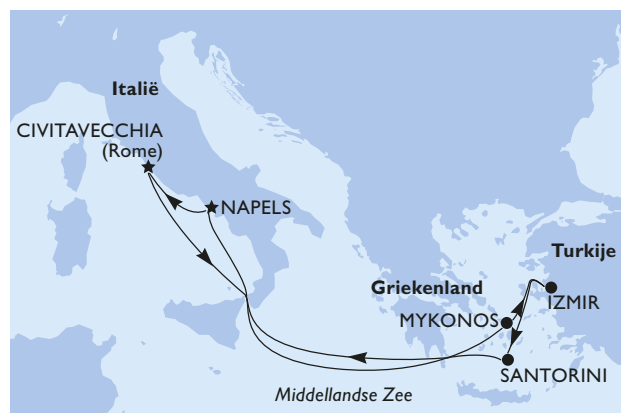 Italië
CIVITAVECCHIA
(Rome)
NAPELS
Turkije
Griekenland
IZMIR
MYKONOS
SANTORINI
Middellandse Zee